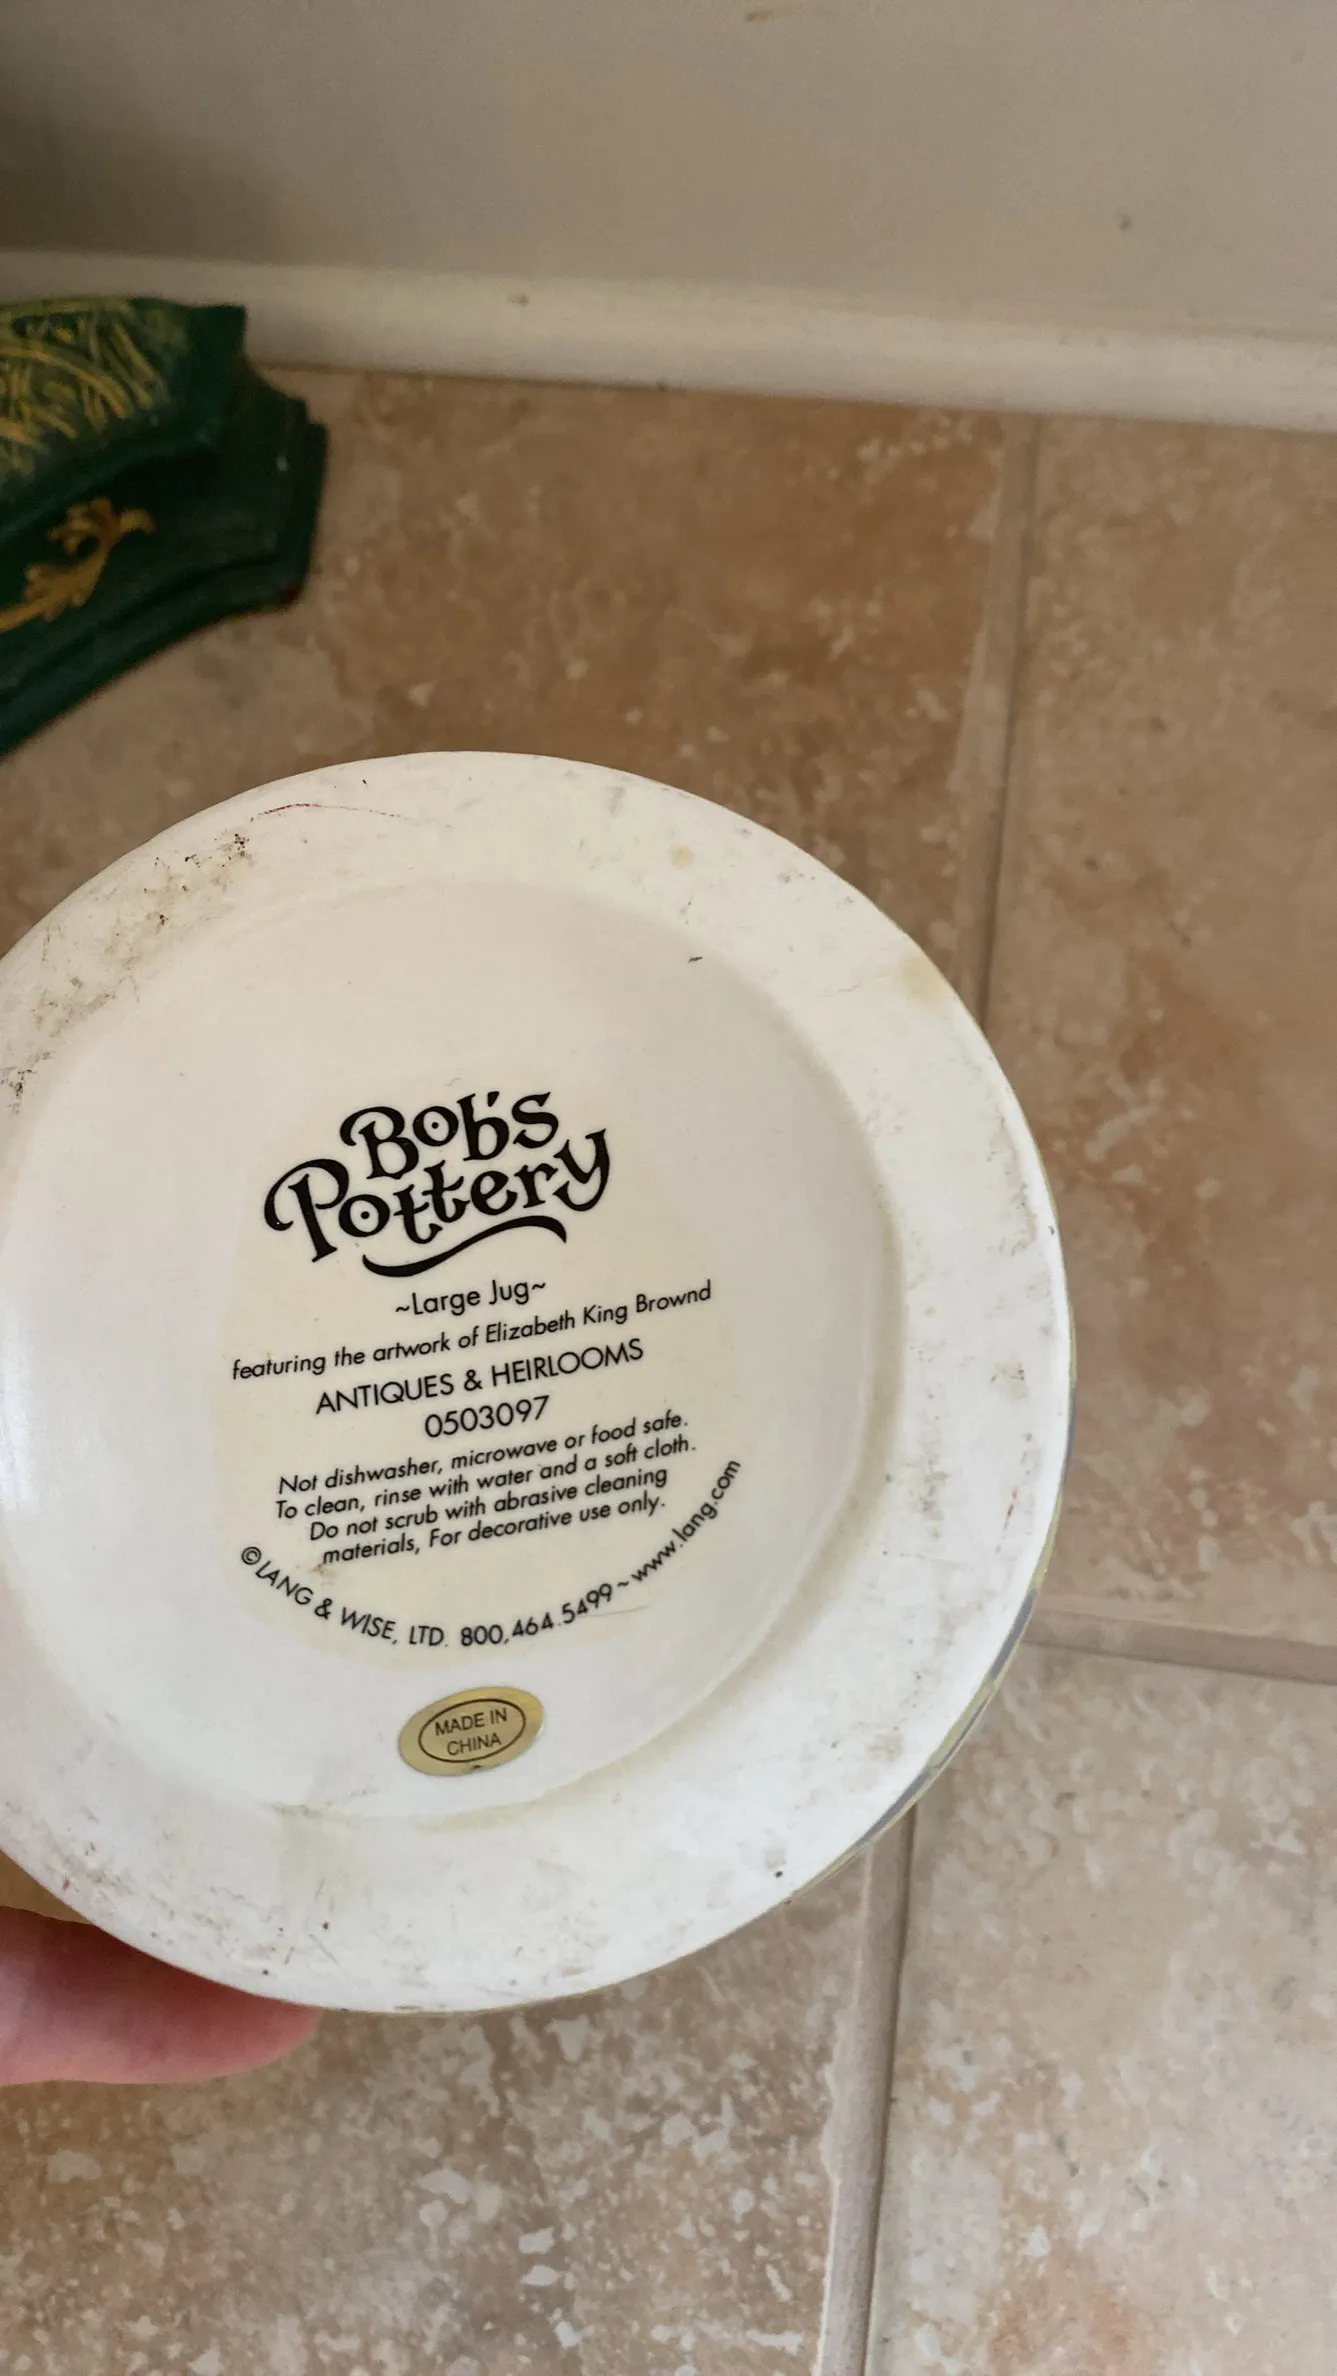 Bob's
Pottery
~Large Jug~
featuring the artwork of Elizabeth King Brownd
ANTIQUES & HEIRLOOMS
0503097
Not dishwasher, microwave or food safe.
To clean, rinse with water and a soft cloth.
Do not scrub with abrasive cleaning
materials, For decorative use only.
©LANG & WISE, LTD. 800.464.5499 ~ www.lang.com
MADE IN
CHINA